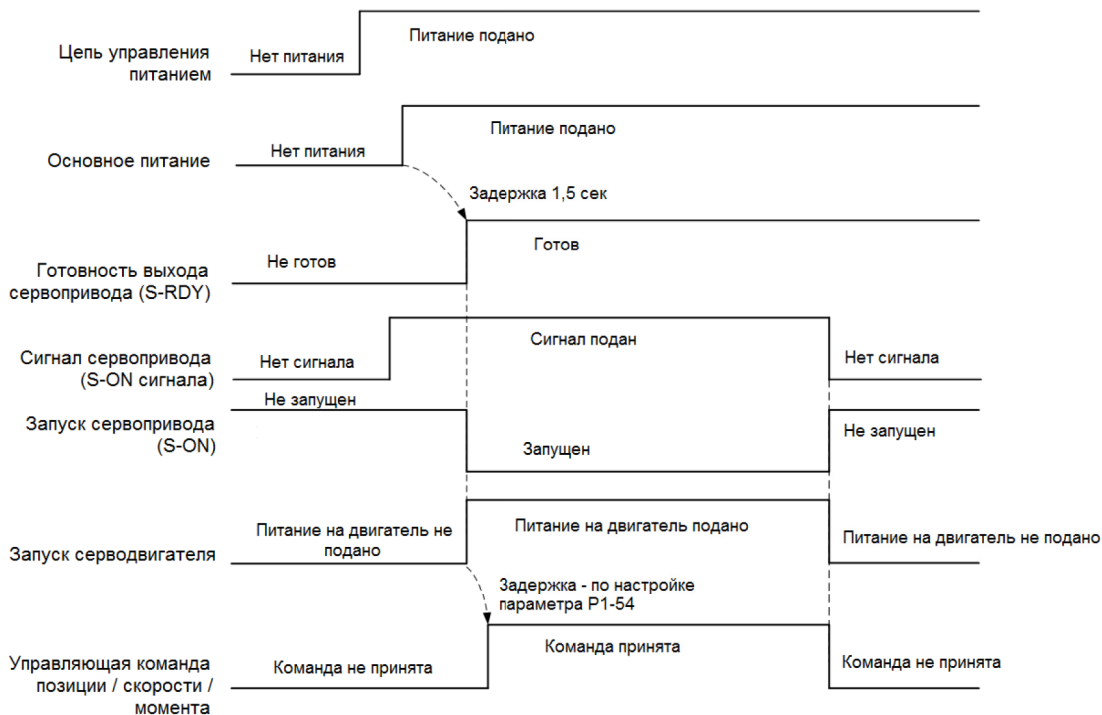 Питание подано
Цепь управления
питанием
Нет питания
Питание подано
Основное питание
Нет питания
Задержка 1,5 сек
Готов
Не готов
Готовность выхода
сервопривода (S-RDY)
Сигнал подан
Сигнал сервопривода
(S-ON сигнала)
Нет сигнала
Нет сигнала
Не запущен
Запуск сервопривода
(S-ON)
Не запущен
Запущен
Питание на двигатель не
подано
Питание на двигатель подано
Питание на двигатель не подано
Запуск серводвигателя
Задержка - по настройке
параметра P1-54
Команда принята
Управляющая команда
позиции / скорости /
момента
Команда не принята
Команда не принята